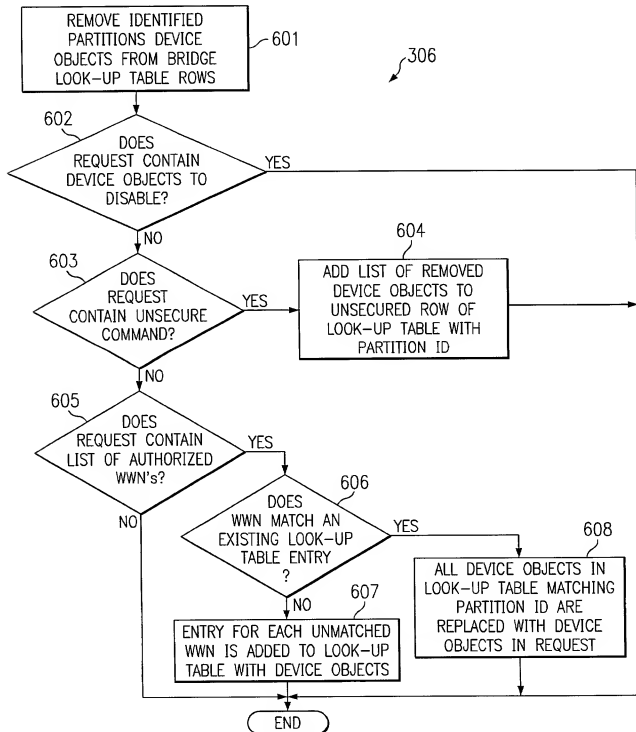 REMOVE IDENTIFIED
PARTITIONS DEVICE
OBJECTS FROM BRIDGE
LOOK-UP TABLE ROWS
601
306
602
DOES
REQUEST CONTAIN
DEVICE OBJECTS TO
DISABLE?
YES
NO
603
DOES
REQUEST
CONTAIN UNSECURE
COMMAND?
YES
NO
604
ADD LIST OF REMOVED
DEVICE OBJECTS TO
UNSECURED ROW OF
LOOK-UP TABLE WITH
PARTITION ID
605
DOES
REQUEST CONTAIN
LIST OF AUTHORIZED
WWN's?
YES
NO
606
DOES
WWN MATCH AN
EXISTING LOOK-UP
TABLE ENTRY
?
YES
NO
607
ENTRY FOR EACH UNMATCHED
WWN IS ADDED TO LOOK-UP
TABLE WITH DEVICE OBJECTS
608
ALL DEVICE OBJECTS IN
LOOK-UP TABLE MATCHING
PARTITION ID ARE
REPLACED WITH DEVICE
OBJECTS IN REQUEST
END